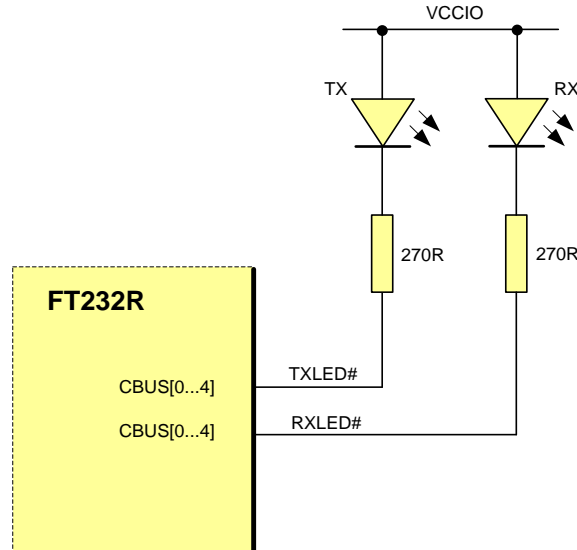 VCCIO
TX
RX
270R
270R
FT232R
CBUS[0...4]
TXLED#
CBUS[0...4]
RXLED#